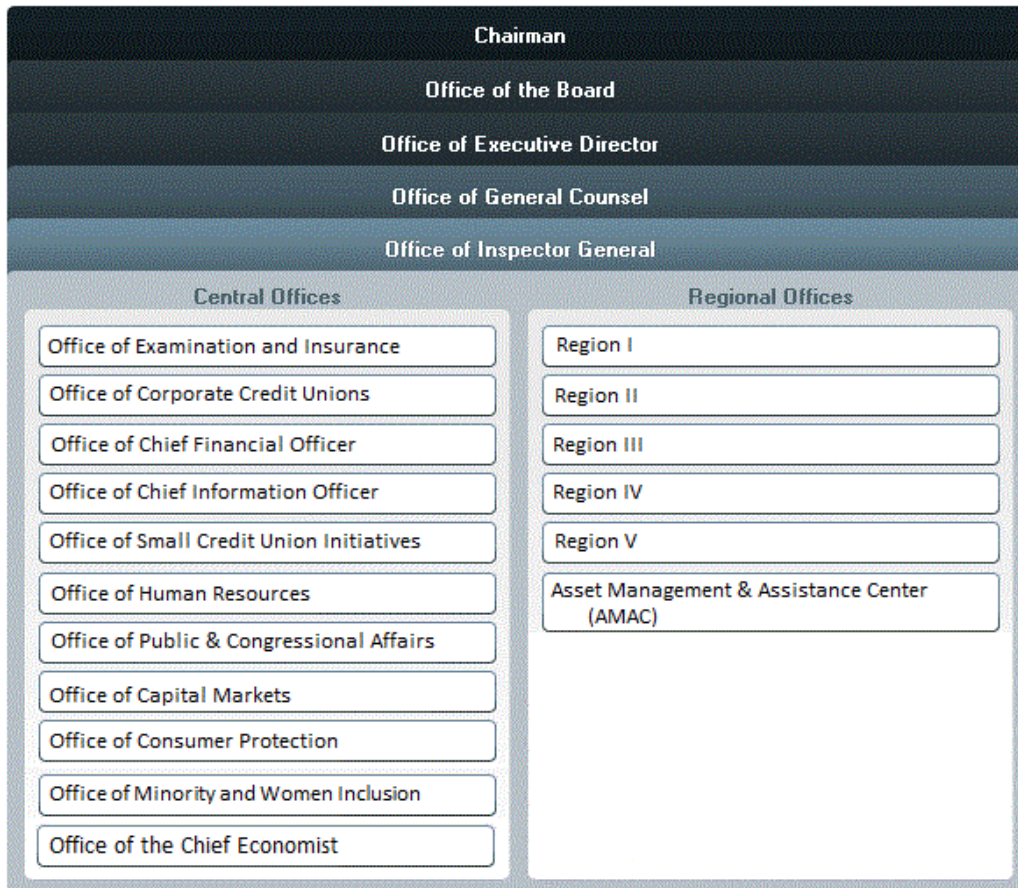 Chairman
Office of the Board
Office of Executive Director
Office of General Counsel
Office of Inspector General
Central Offices
Office of Examination and Insurance
Office of Corporate Credit Unions
Office of Chief Financial Officer
Office of Chief Information Officer
Office of Small Credit Union Initiatives
Office of Human Resources
Office of Public & Congressional Affairs
Office of Capital Markets
Office of Consumer Protection
Office of Minority and Women Inclusion
Office of the Chief Economist
Regional Offices
Region I
Region II
Region III
Region IV
Region V
Asset Management & Assistance Center
(AMAC)